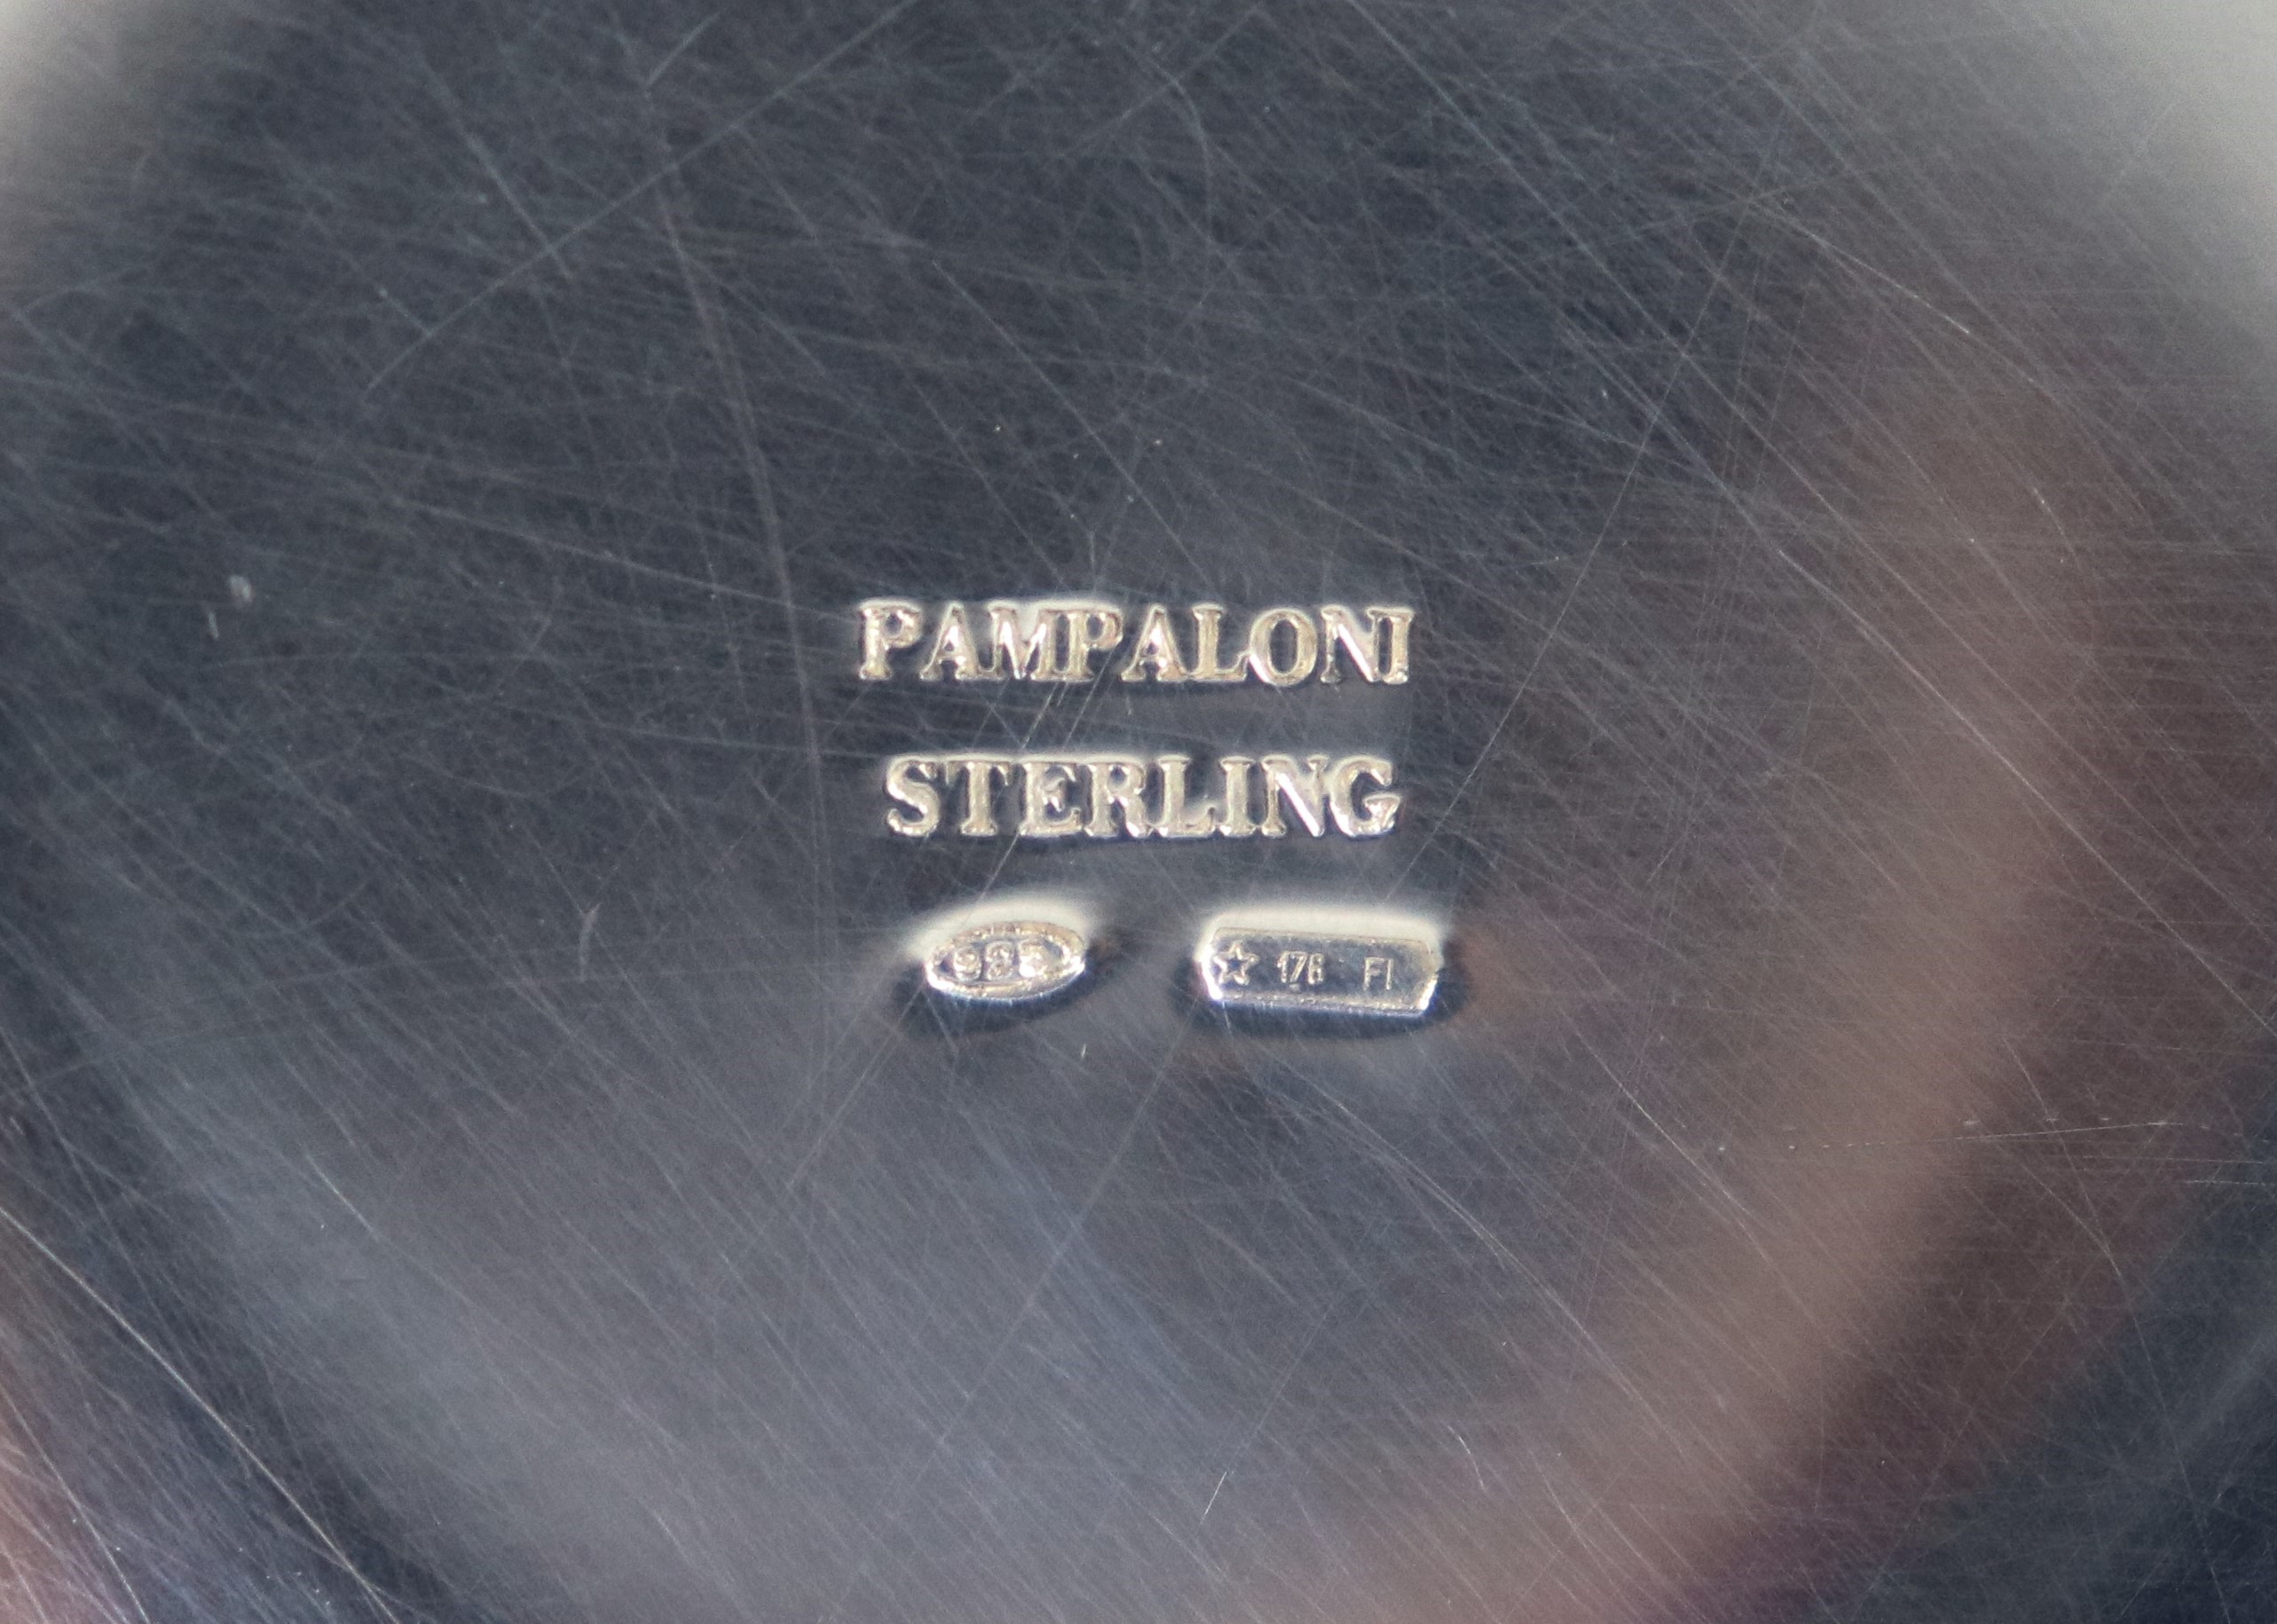 PAMPALONI
STERLING
925 ☆ 176 FI